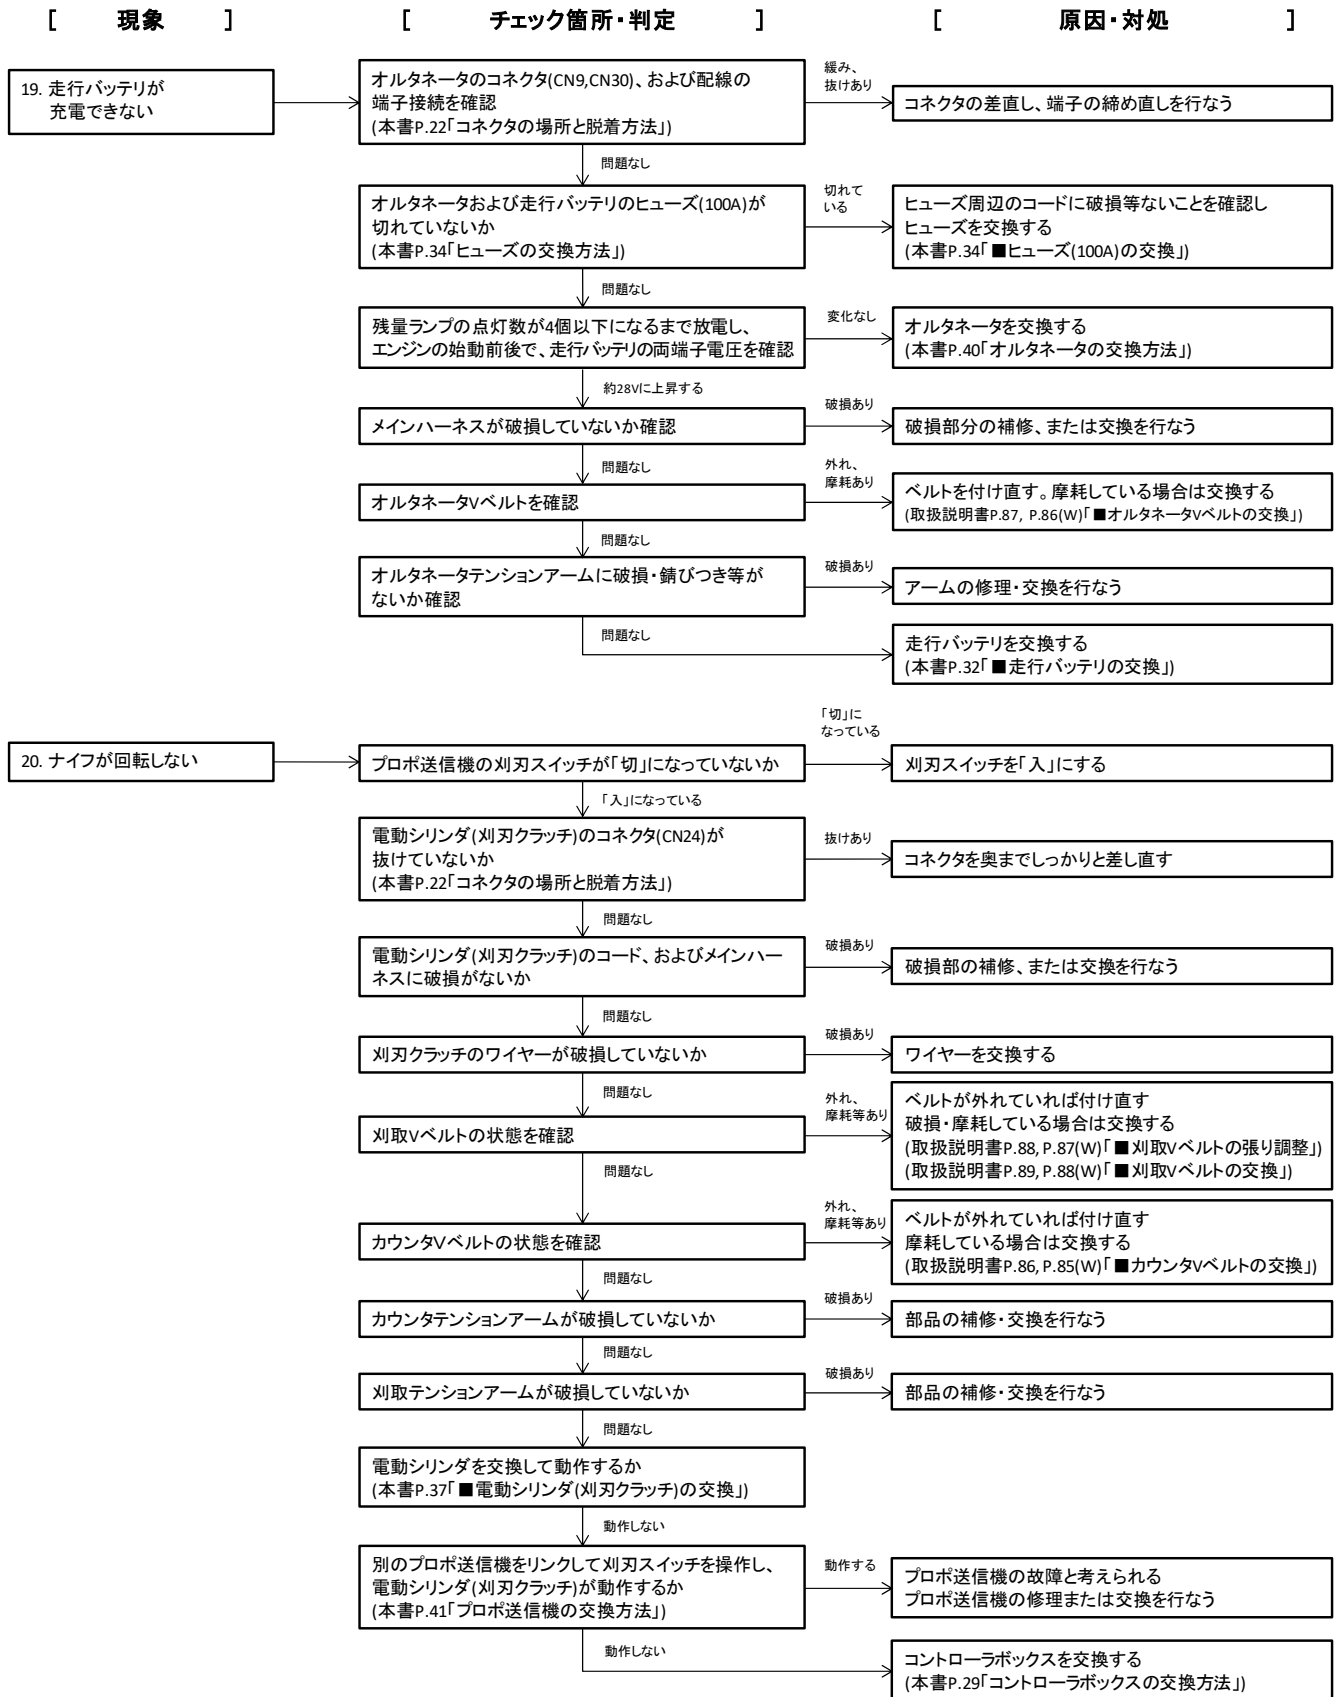 [ 現象 ] [ チェック箇所・判定 ] [ 原因・対処 ]
19. 走行バッテリが
充電できない
オルタネータのコネクタ(CN9,CN30)、および配線の
端子接続を確認
(本書P.22「コネクタの場所と脱着方法」)
緩み、
抜けあり
コネクタの差直し、端子の締め直しを行なう
問題なし
オルタネータおよび走行バッテリのヒューズ(100A)が
切れていないか
(本書P.34「ヒューズの交換方法」)
切れて
いる
ヒューズ周辺のコードに破損等ないことを確認し
ヒューズを交換する
(本書P.34「■ヒューズ(100A)の交換」)
問題なし
残量ランプの点灯数が4個以下になるまで放電し、
エンジンの始動前後で、走行バッテリの両端子電圧を確認
変化なし
オルタネータを交換する
(本書P.40「オルタネータの交換方法」)
約28Vに上昇する
メインハーネスが破損していないか確認
破損あり
破損部分の補修、または交換を行なう
問題なし
オルタネータVベルトを確認
外れ、
摩耗あり
ベルトを付け直す。摩耗している場合は交換する
(取扱説明書P.87, P.86(W)「■オルタネータVベルトの交換」)
問題なし
オルタネータテンションアームに破損・錆びつき等が
ないか確認
破損あり
アームの修理・交換を行なう
問題なし
走行バッテリを交換する
(本書P.32「■走行バッテリの交換」)
20. ナイフが回転しない
プロポ送信機の刈刃スイッチが「切」になっていないか
「切」に
なっている
刈刃スイッチを「入」にする
「入」になっている
電動シリンダ(刈刃クラッチ)のコネクタ(CN24)が
抜けていないか
(本書P.22「コネクタの場所と脱着方法」)
抜けあり
コネクタを奥までしっかりと差し直す
問題なし
電動シリンダ(刈刃クラッチ)のコード、およびメインハー
ネスに破損がないか
破損あり
破損部の補修、または交換を行なう
問題なし
刈刃クラッチのワイヤーが破損していないか
破損あり
ワイヤーを交換する
問題なし
刈取Vベルトの状態を確認
外れ、
摩耗等あり
ベルトが外れていれば付け直す
破損・摩耗している場合は交換する
(取扱説明書P.88, P.87(W)「■刈取Vベルトの張り調整」)
(取扱説明書P.89, P.88(W)「■刈取Vベルトの交換」)
問題なし
カウンタVベルトの状態を確認
外れ、
摩耗等あり
ベルトが外れていれば付け直す
摩耗している場合は交換する
(取扱説明書P.86, P.85(W)「■カウンタVベルトの交換」)
問題なし
カウンタテンションアームが破損していないか
破損あり
部品の補修・交換を行なう
問題なし
刈取テンションアームが破損していないか
破損あり
部品の補修・交換を行なう
問題なし
電動シリンダを交換して動作するか
(本書P.37「■電動シリンダ(刈刃クラッチ)の交換」)
動作しない
別のプロポ送信機をリンクして刈刃スイッチを操作し、
電動シリンダ(刈刃クラッチ)が動作するか
(本書P.41「プロポ送信機の交換方法」)
動作する
プロポ送信機の故障と考えられる
プロポ送信機の修理または交換を行なう
動作しない
コントローラボックスを交換する
(本書P.29「コントローラボックスの交換方法」)